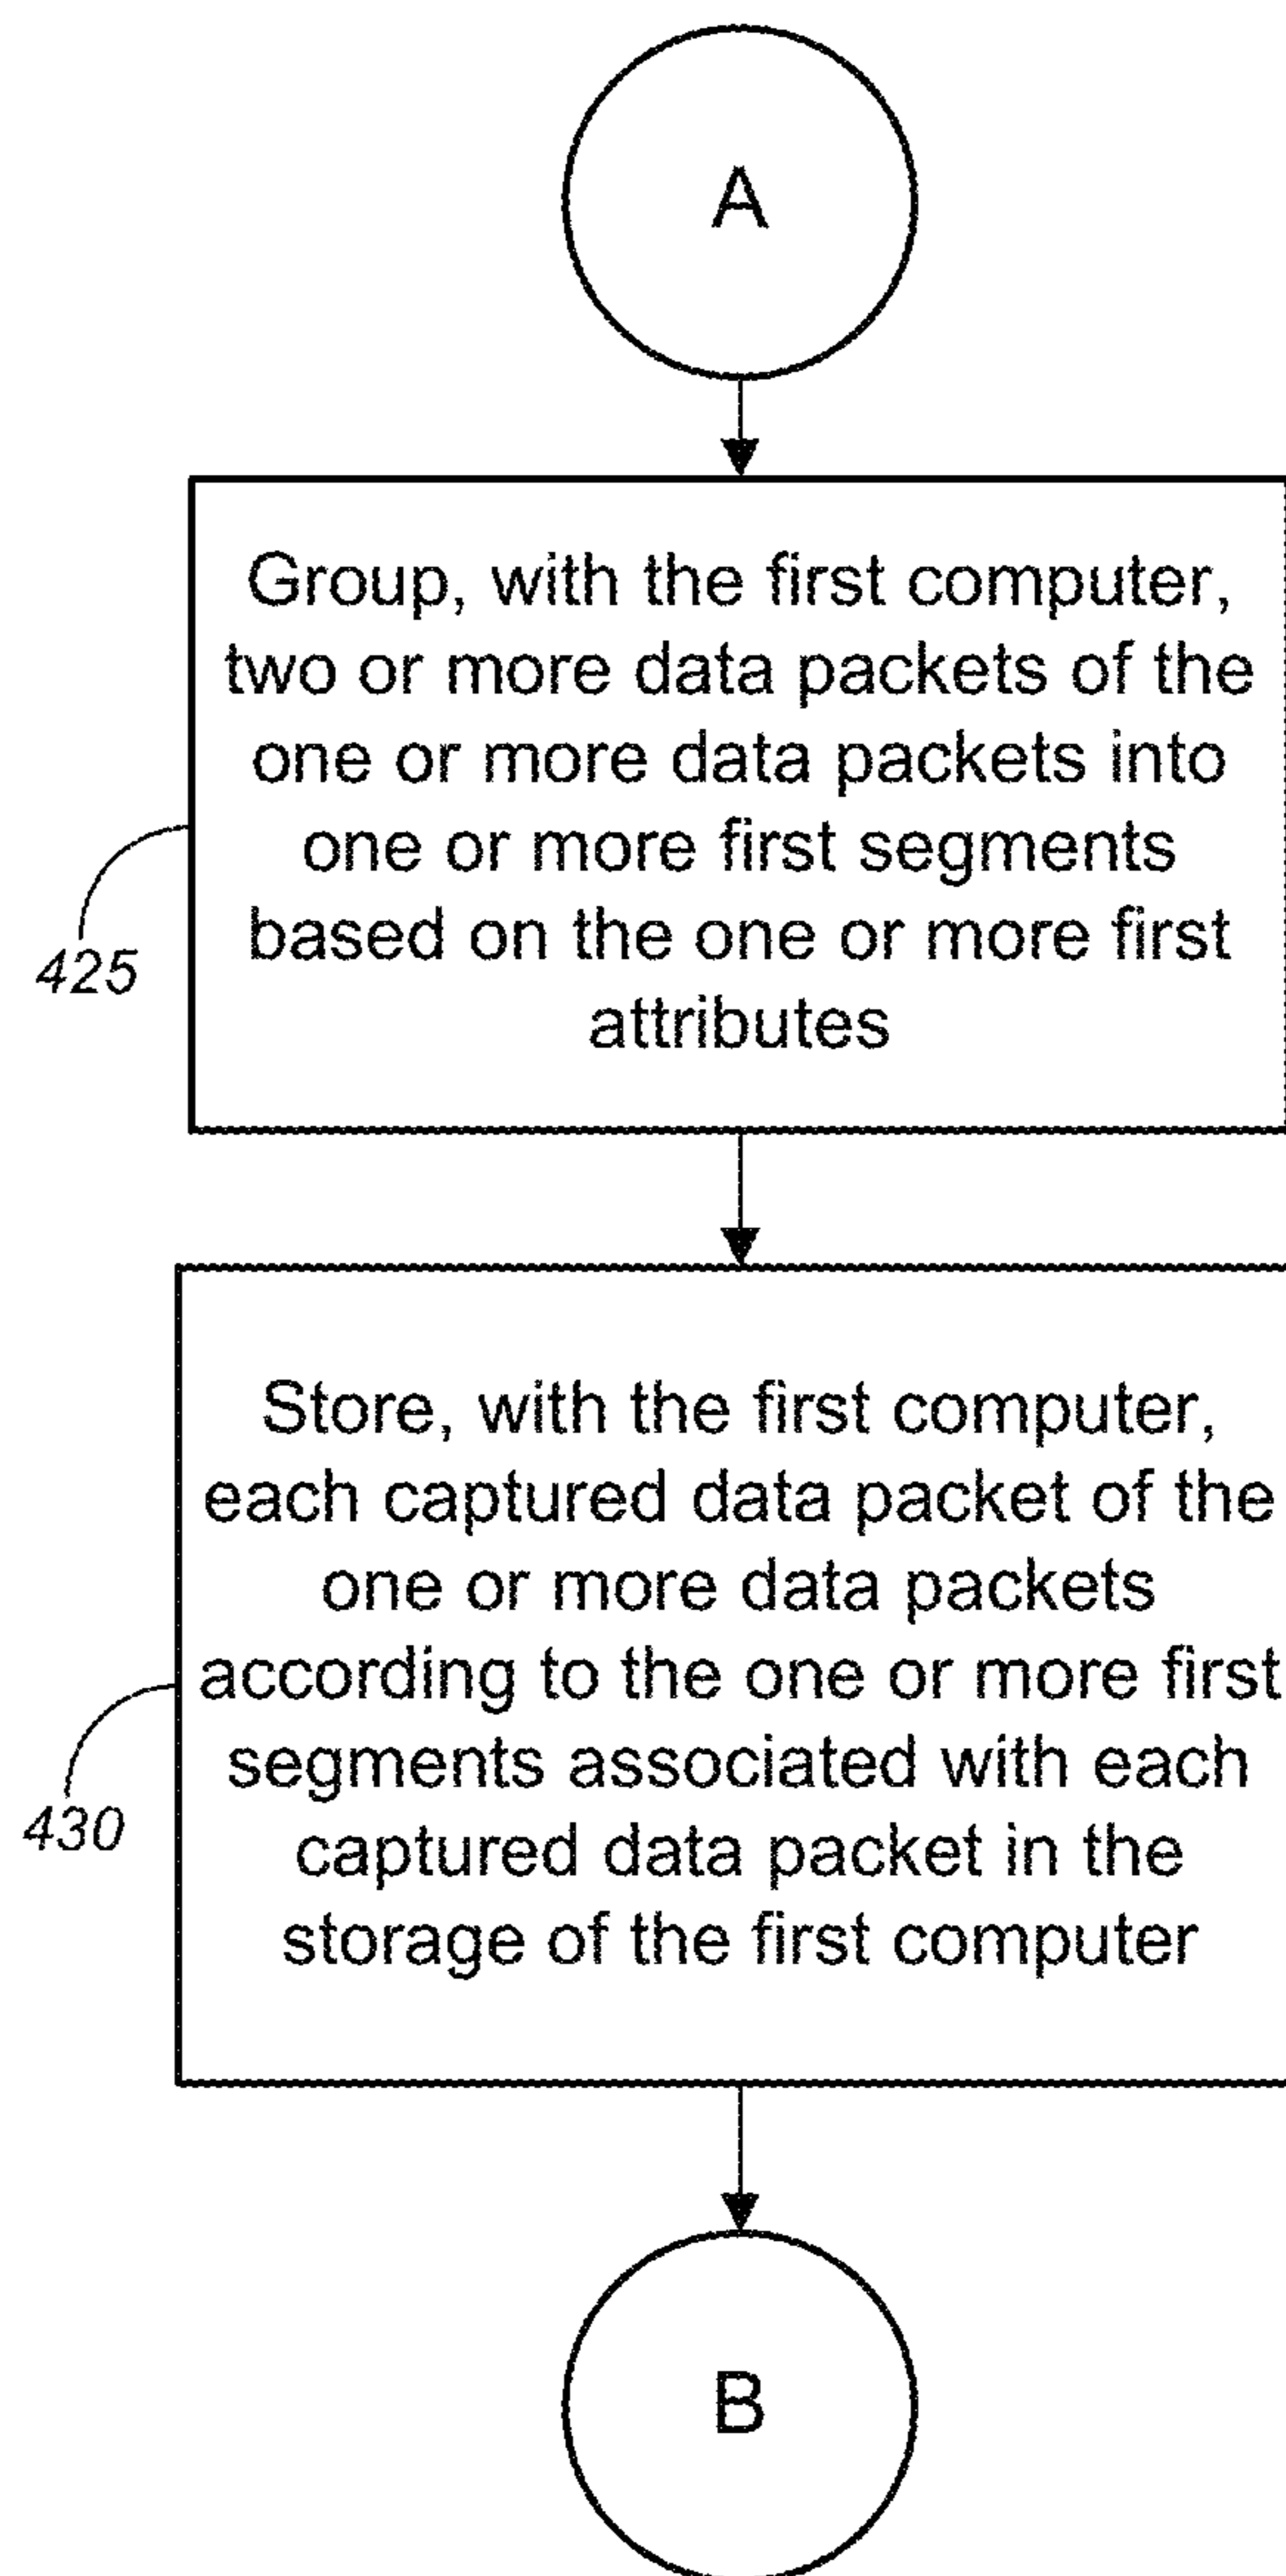 A
Group, with the first computer,
two or more data packets of the
one or more data packets into
one or more first segments
based on the one or more first
attributes
425
Store, with the first computer,
each captured data packet of the
one or more data packets
according to the one or more first
segments associated with each
captured data packet in the
storage of the first computer
430
B